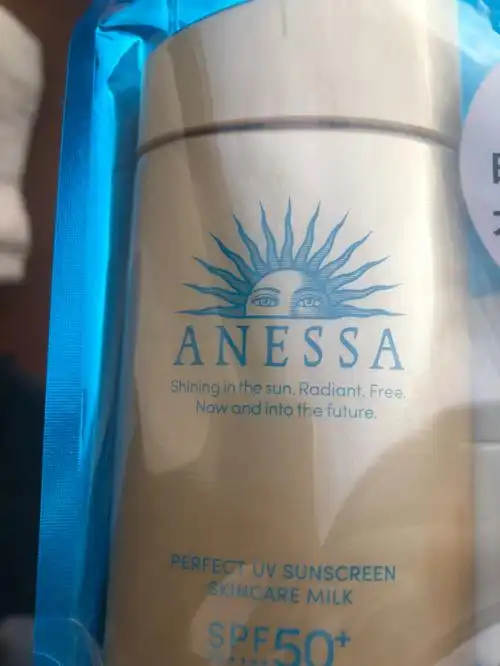 ANESSA
Shining in the sun. Radiant. Free.
Now and into the future.
PERFECT UV SUNSCREEN
SKINCARE MILK
SPF50+